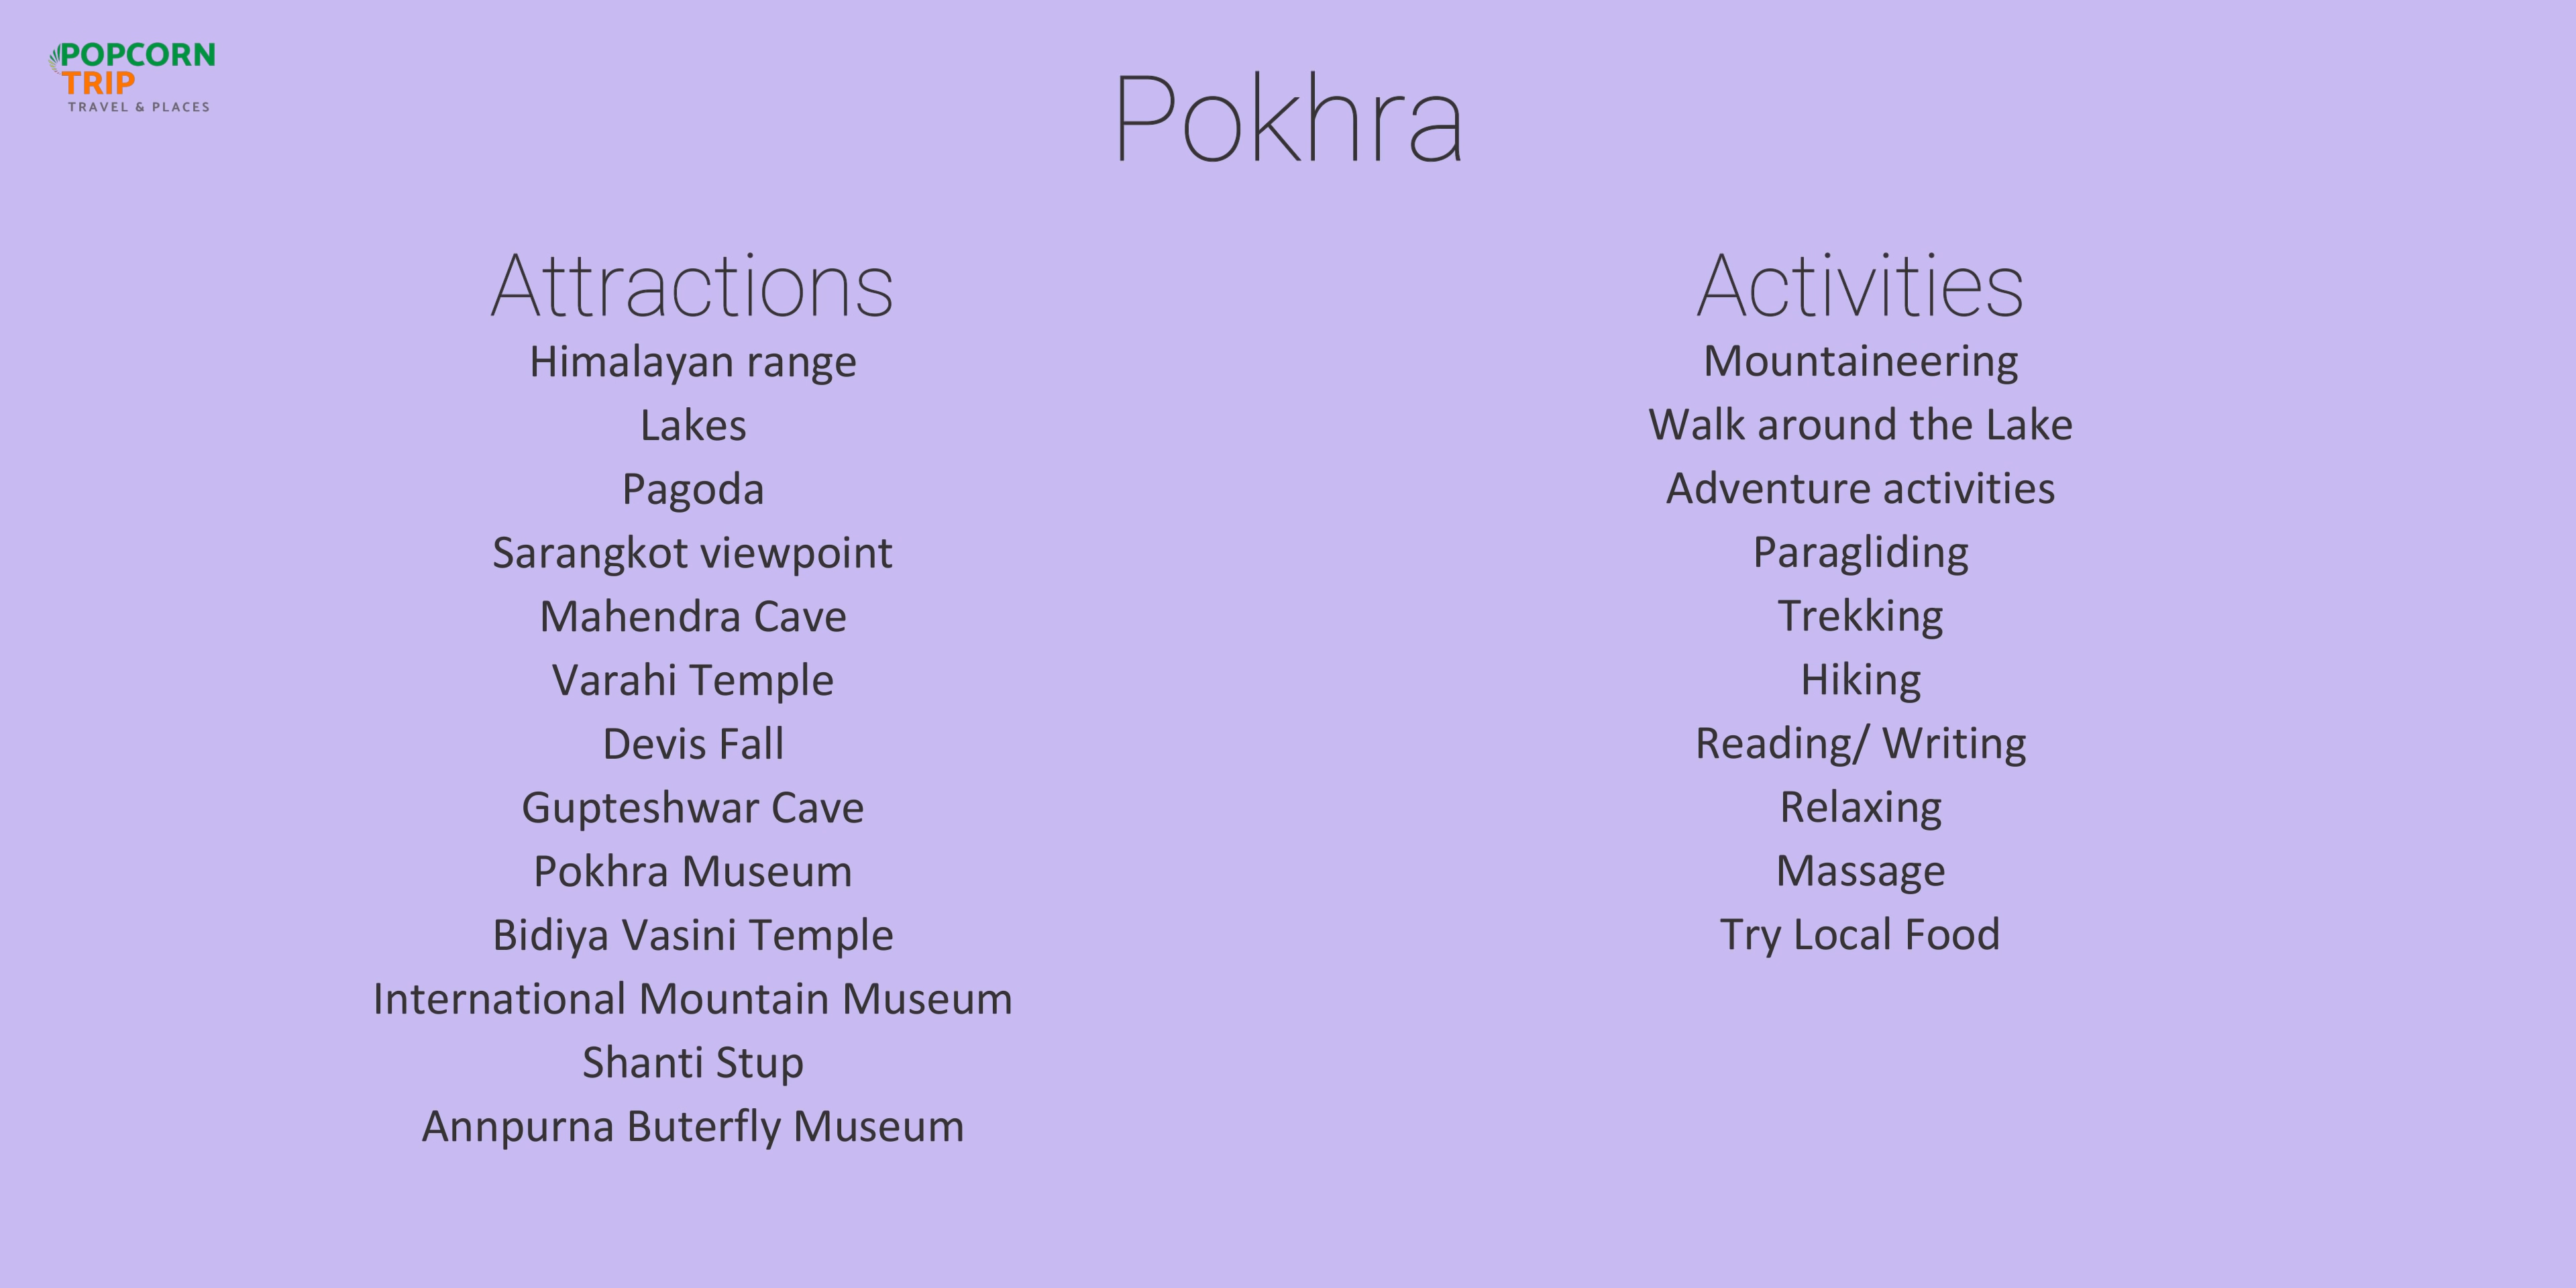 POPCORN
TRIP
TRAVEL & PLACES
Pokhra
Attractions
Himalayan range
Lakes
Pagoda
Sarangkot viewpoint
Mahendra Cave
Varahi Temple
Devis Fall
Gupteshwar Cave
Pokhra Museum
Bidiya Vasini Temple
International Mountain Museum
Shanti Stup
Annpurna Buterfly Museum
Activities
Mountaineering
Walk around the Lake
Adventure activities
Paragliding
Trekking
Hiking
Reading/ Writing
Relaxing
Massage
Try Local Food